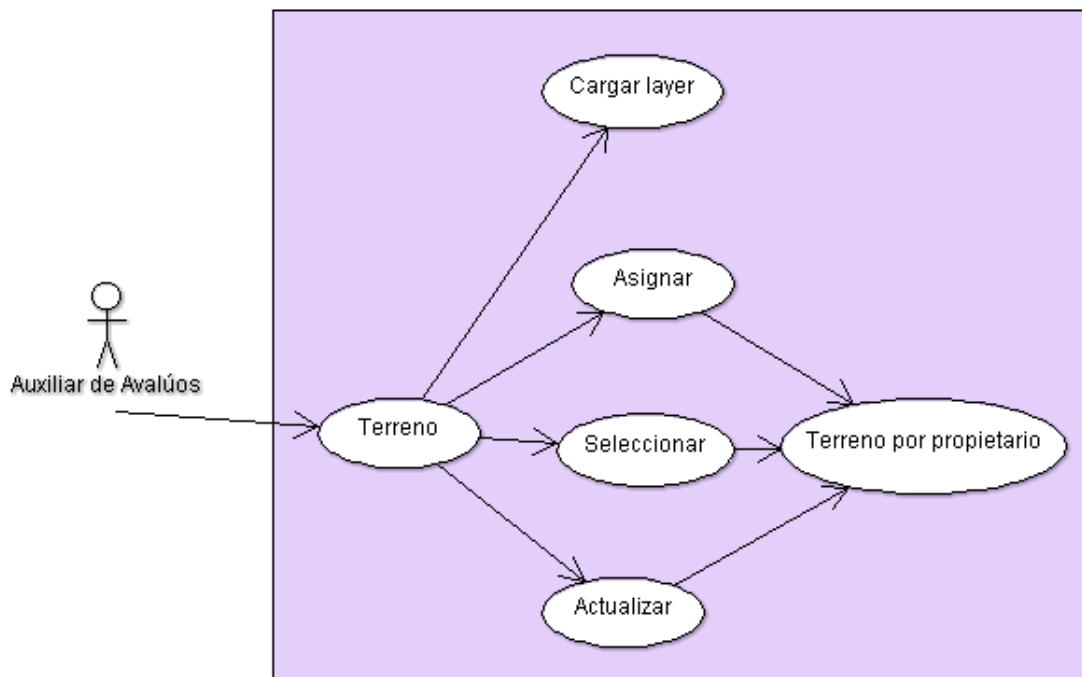 Cargar layer
Asignar
Auxiliar de Avalúos
Terreno
Seleccionar
Terreno por propietario
Actualizar